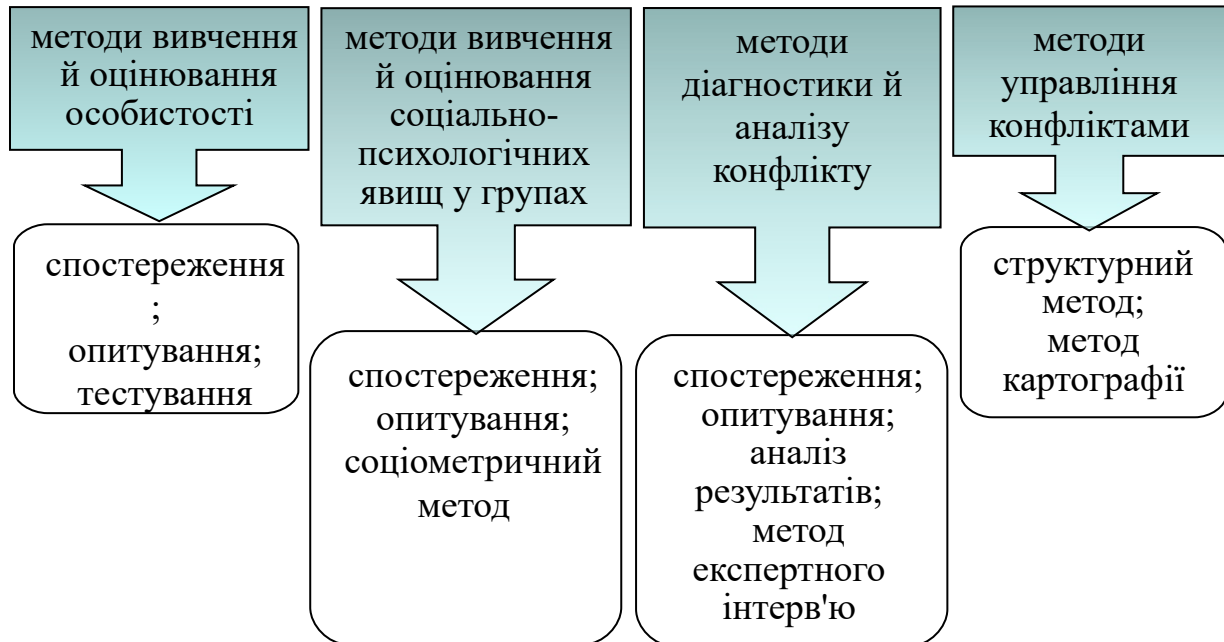 методи вивчення
й оцінювання
особистості
спостереження
;
опитування;
тестування
методи вивчення
й оцінювання
соціально-
психологічних
явищ у групах
спостереження;
опитування;
соціометричний
метод
методи
діагностики й
аналізу
конфлікту
спостереження;
опитування;
аналіз
результатів;
метод
експертного
інтерв'ю
методи
управління
конфліктами
структурний
метод;
метод
картографії